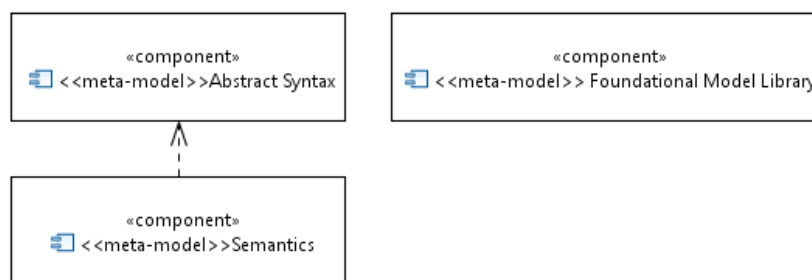 «component»
<<meta-model>>Abstract Syntax
«component»
<<meta-model>> Foundational Model Library
«component»
<<meta-model>>Semantics